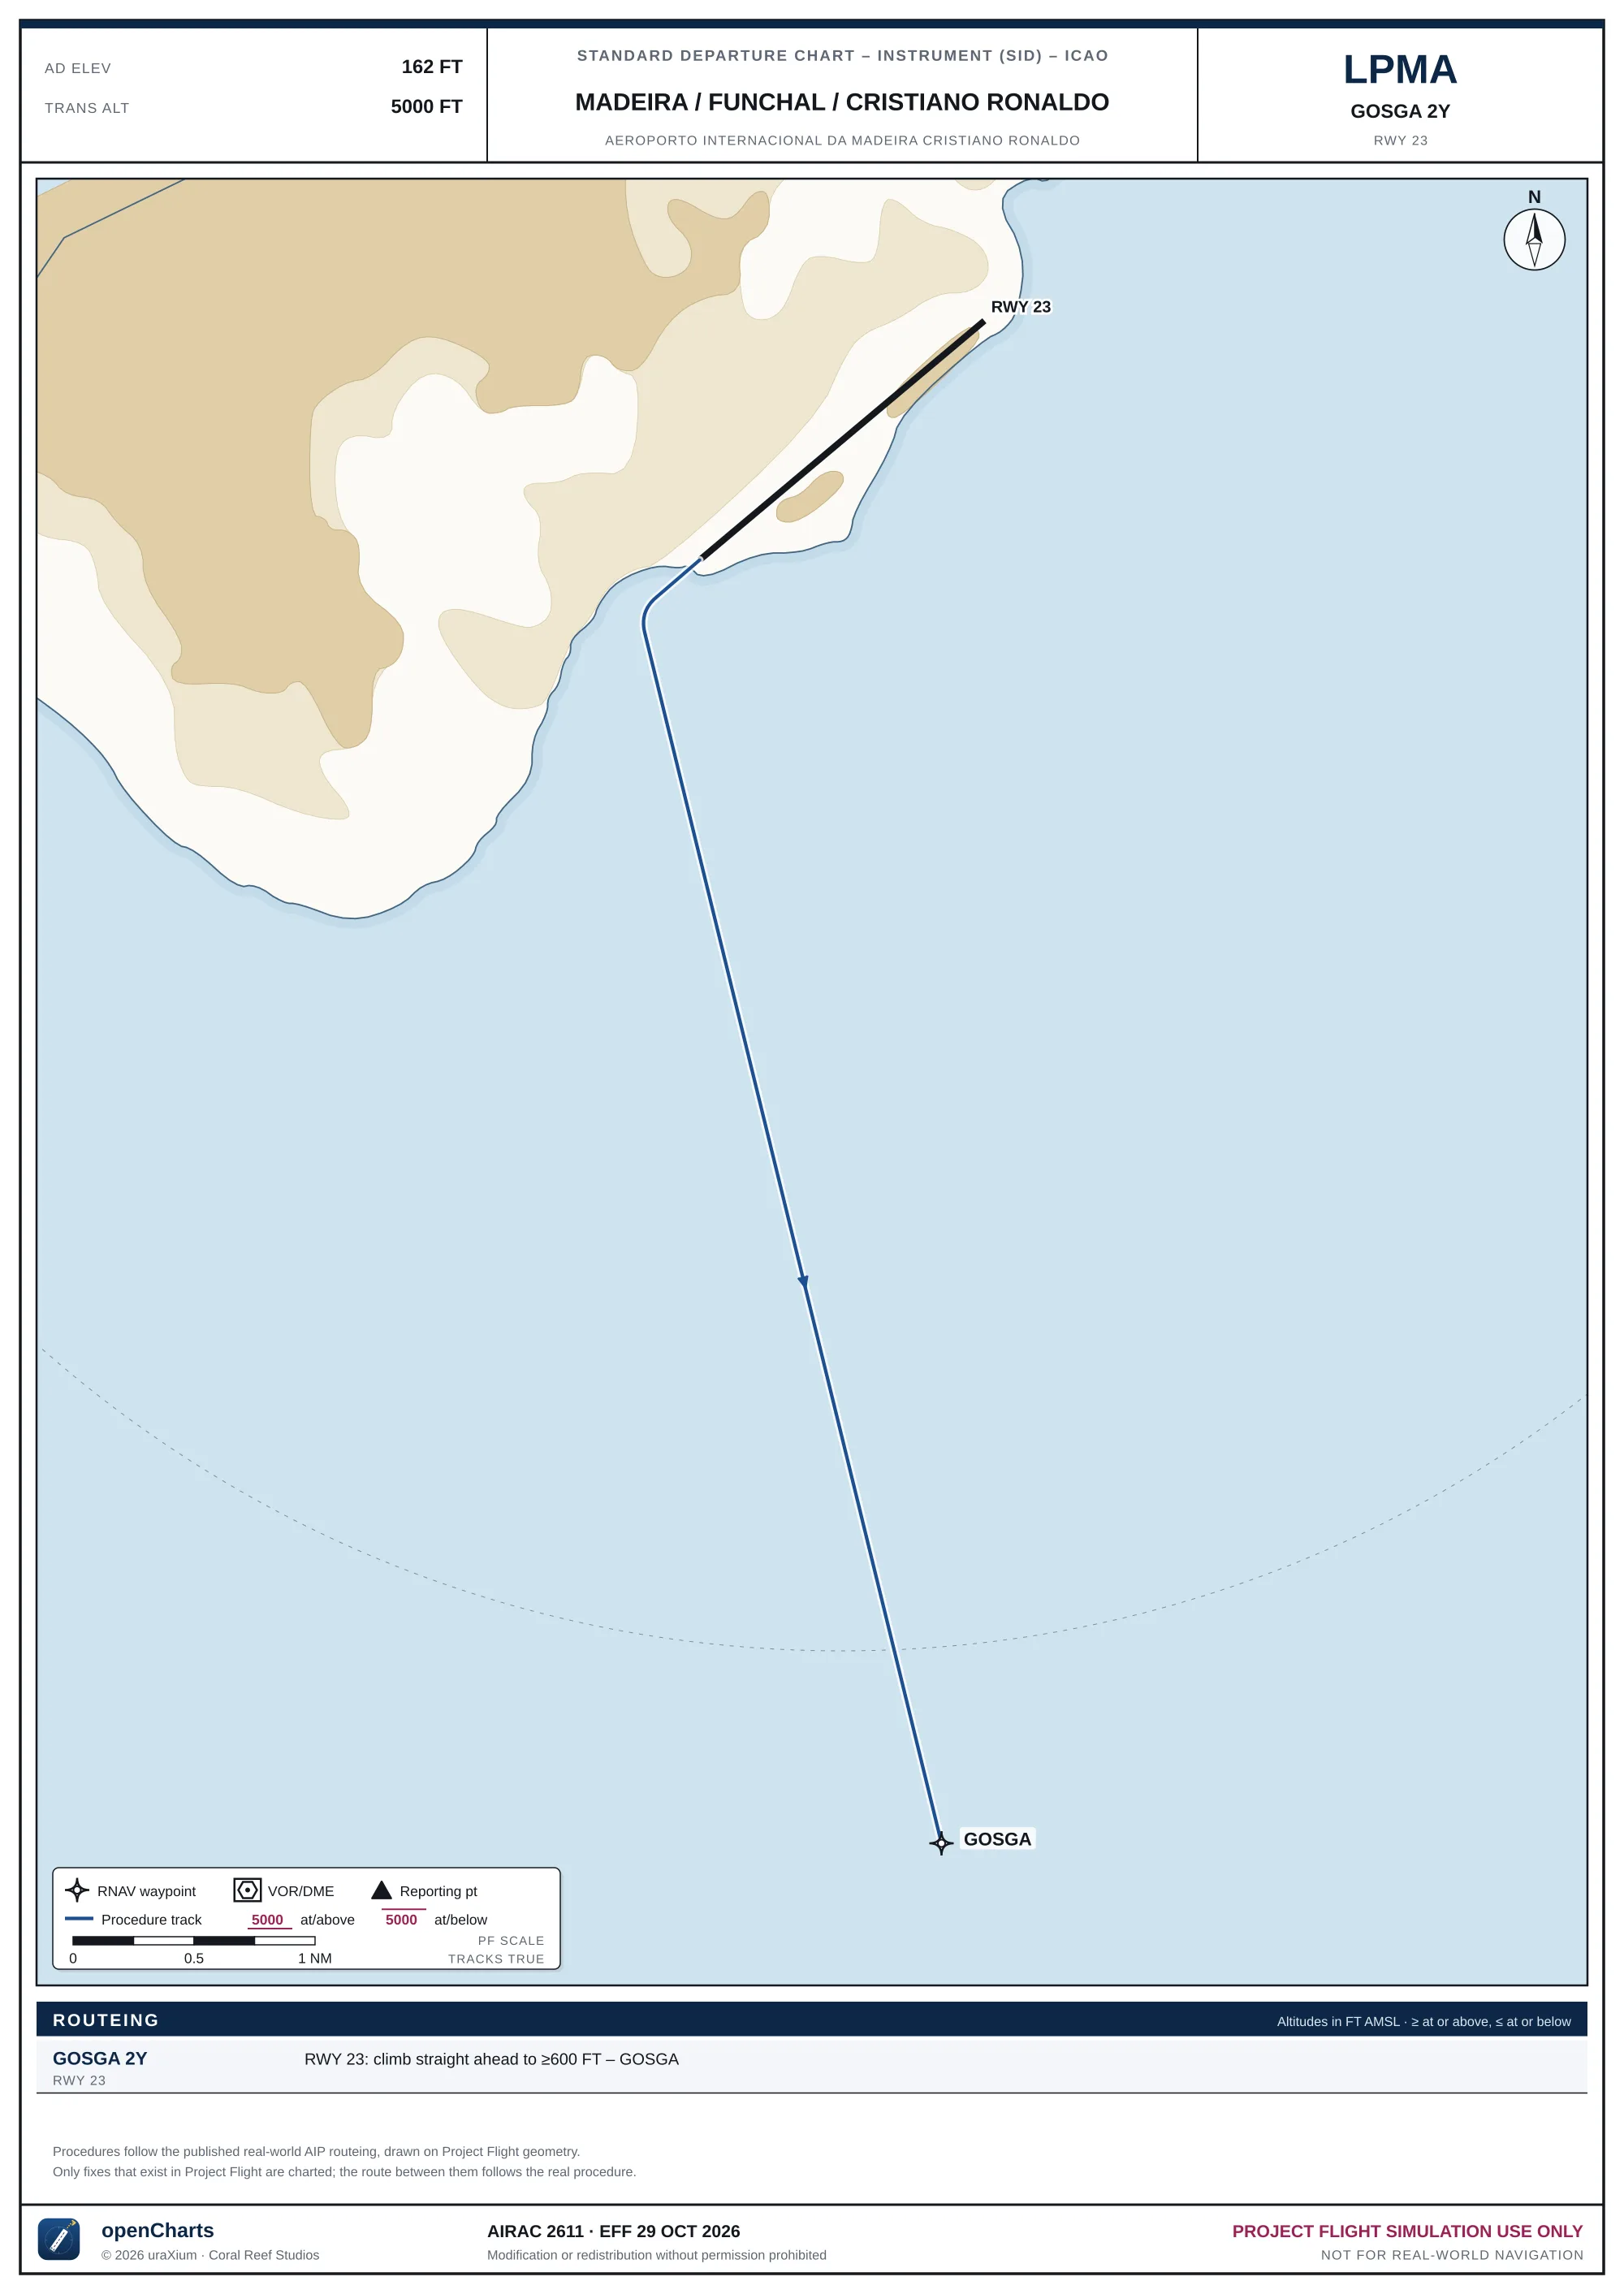 AD ELEV 162 FT
TRANS ALT 5000 FT
STANDARD DEPARTURE CHART – INSTRUMENT (SID) – ICAO
MADEIRA / FUNCHAL / CRISTIANO RONALDO
AEROPORTO INTERNACIONAL DA MADEIRA CRISTIANO RONALDO
LPMA
GOSGA 2Y
RWY 23
N
RWY 23
GOSGA
RNAV waypoint VOR/DME Reporting pt
Procedure track 5000 at/above 5000 at/below
PF SCALE
0 0.5 1 NM TRACKS TRUE
ROUTEING Altitudes in FT AMSL · ≥ at or above, ≤ at or below
GOSGA 2Y RWY 23: climb straight ahead to ≥600 FT – GOSGA
RWY 23
Procedures follow the published real-world AIP routeing, drawn on Project Flight geometry.
Only fixes that exist in Project Flight are charted; the route between them follows the real procedure.
openCharts
© 2026 uraXium · Coral Reef Studios
AIRAC 2611 · EFF 29 OCT 2026
Modification or redistribution without permission prohibited
PROJECT FLIGHT SIMULATION USE ONLY
NOT FOR REAL-WORLD NAVIGATION